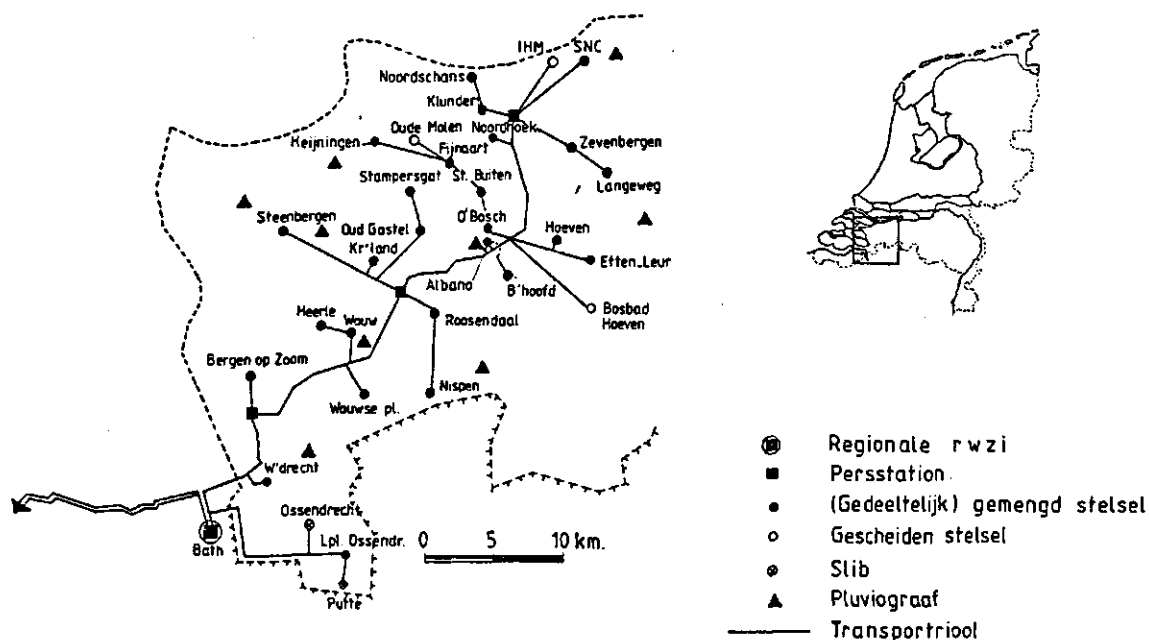 IHM
SNC
Noordschans
Klundert
Oude Molen
Noordhoek
Fijnaart
Heijningen
Zevenbergen
Stampersgat
St. Buiten
Langeweg
Steenbergen
Oud Gastel
O'Bosch
Hoeven
Kr'land
Etten-Leur
Albano
B'hoofd
Bosbad
Hoeven
Heerle
Wouw
Roosendaal
Bergen op Zoom
Wouwse pl.
Nispen
W'drecht
Ossendrecht
Bath
Lpl. Ossendr.
Putte
0 5 10 km.
Regionale rwzi
Persstation
(Gedeeltelijk) gemengd stelsel
Gescheiden stelsel
Slib
Pluviograaf
Transportriool